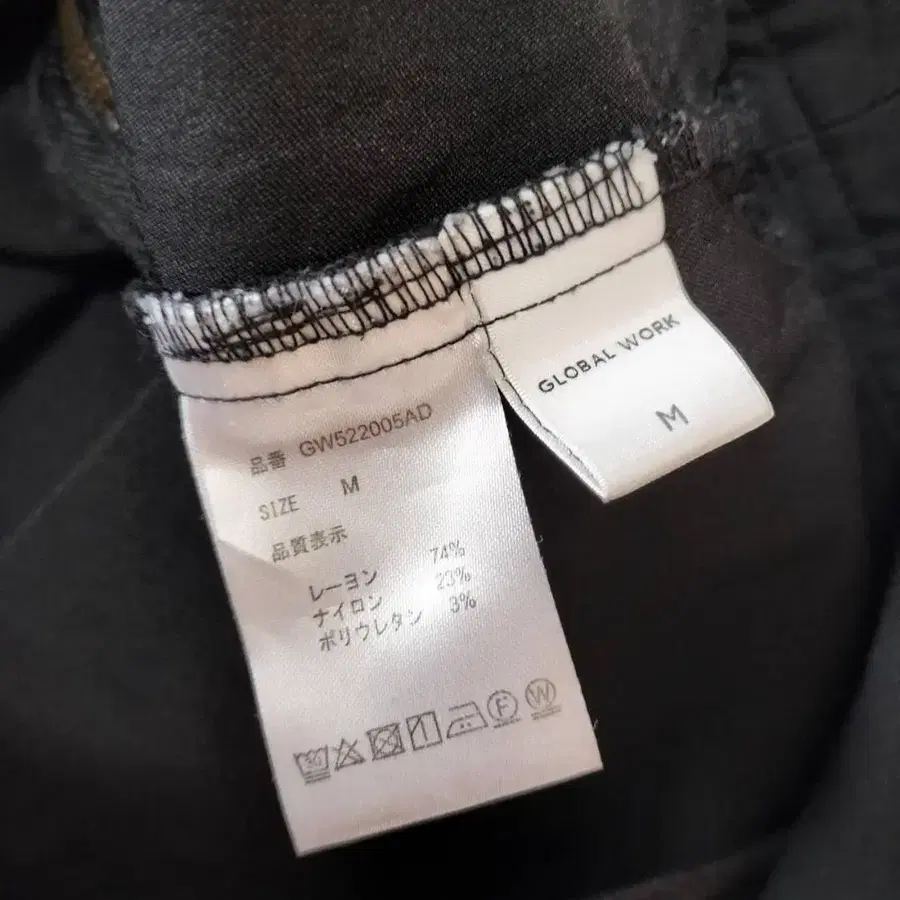 品番 GW522005AD
SIZE M
品質表示
レーヨン 74%
ナイロン 23%
ポリウレタン 3%
30
F W
GLOBAL WORK
M